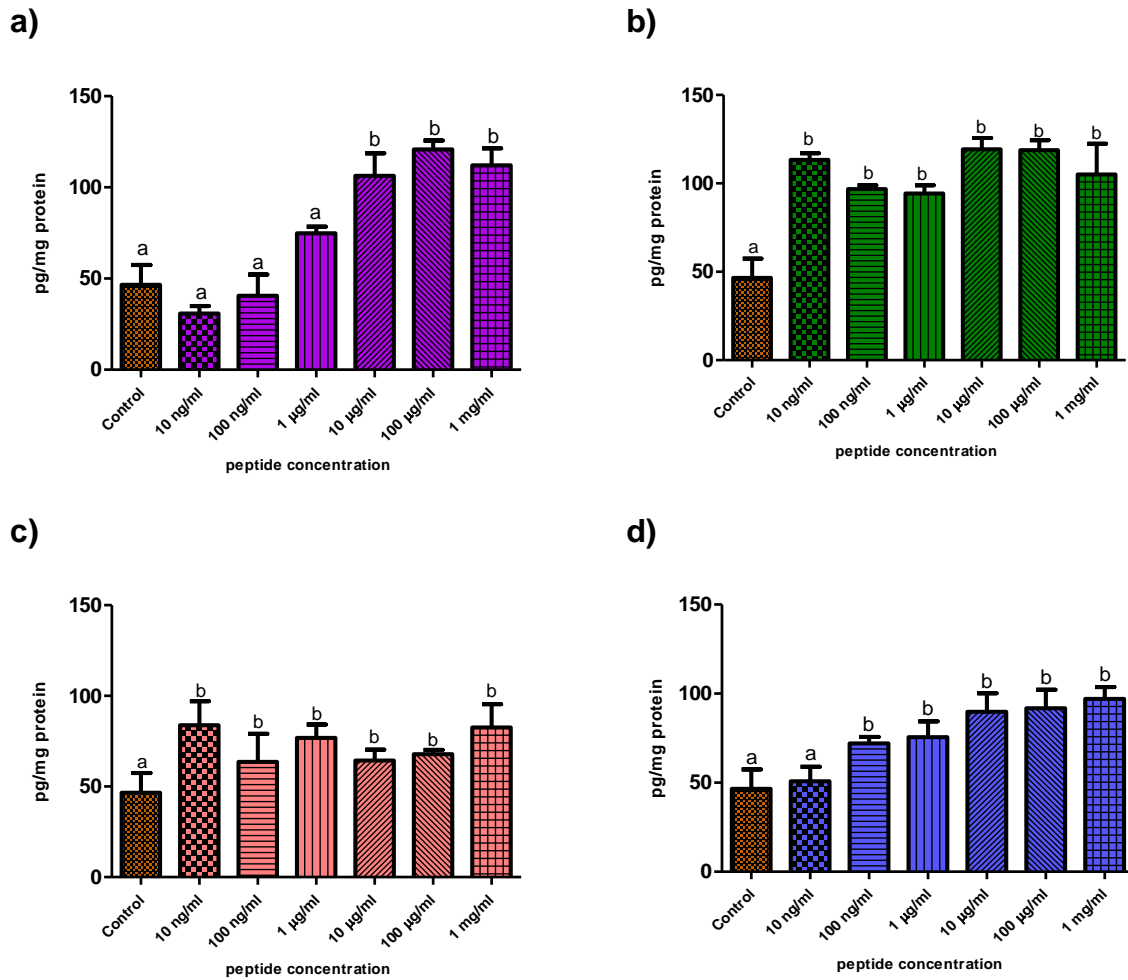 a)
150
100
50
0
pg/mg protein
a
a
a
a
b
b
b
Control
10 ng/ml
100 ng/ml
1 µg/ml
10 µg/ml
100 µg/ml
1 mg/ml
peptide concentration
b)
150
100
50
0
pg/mg protein
a
b
b
b
b
b
b
Control
10 ng/ml
100 ng/ml
1 µg/ml
10 µg/ml
100 µg/ml
1 mg/ml
peptide concentration
c)
150
100
50
0
pg/mg protein
a
b
b
b
b
b
b
Control
10 ng/ml
100 ng/ml
1 µg/ml
10 µg/ml
100 µg/ml
1 mg/ml
peptide concentration
d)
150
100
50
0
pg/mg protein
a
a
b
b
b
b
b
Control
10 ng/ml
100 ng/ml
1 µg/ml
10 µg/ml
100 µg/ml
1 mg/ml
peptide concentration